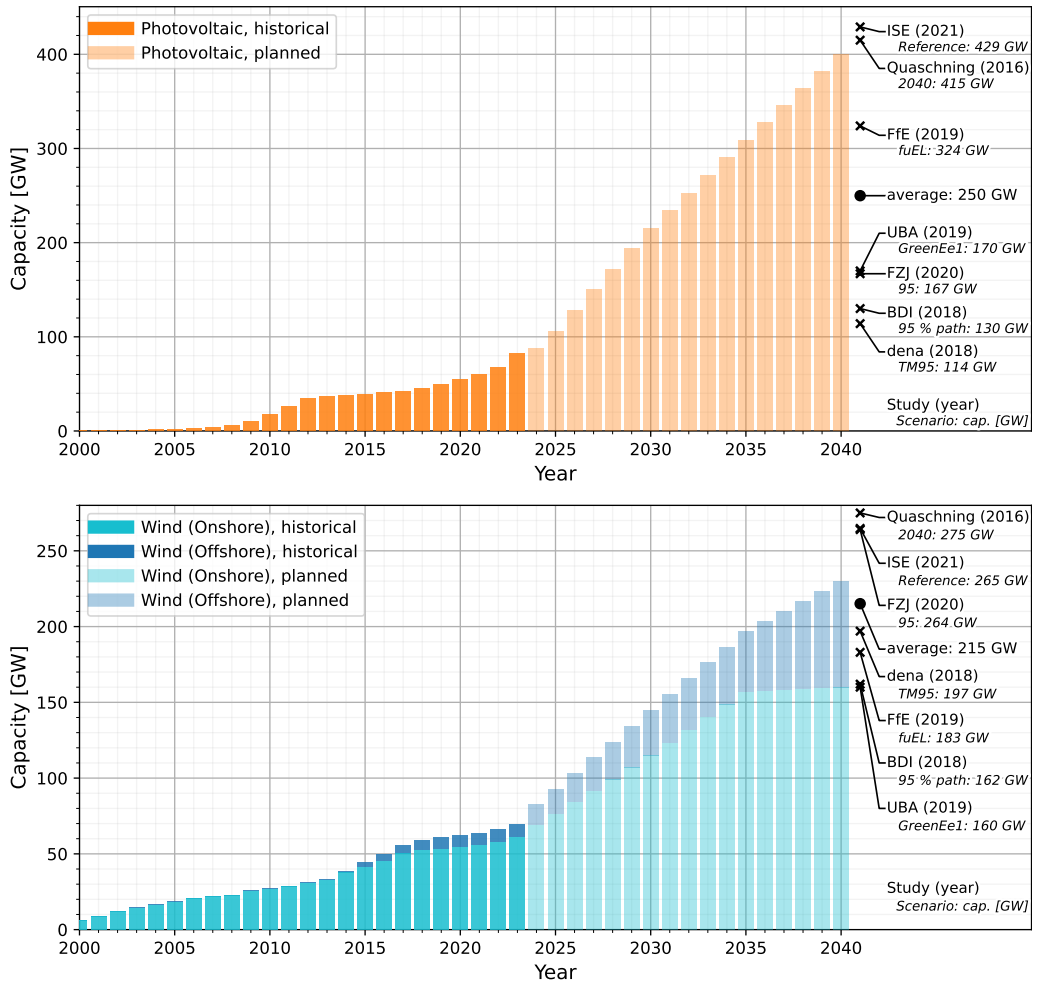 Photovoltaic, historical
Photovoltaic, planned
Capacity [GW]
400
300
200
100
0
2000 2005 2010 2015 2020 2025 2030 2035 2040
Year
ISE (2021)
Reference: 429 GW
Quaschning (2016)
2040: 415 GW
FfE (2019)
fuEL: 324 GW
average: 250 GW
UBA (2019)
GreenEe1: 170 GW
FZJ (2020)
95: 167 GW
BDI (2018)
95 % path: 130 GW
dena (2018)
TM95: 114 GW
Study (year)
Scenario: cap. [GW]
Wind (Onshore), historical
Wind (Offshore), historical
Wind (Onshore), planned
Wind (Offshore), planned
Capacity [GW]
250
200
150
100
50
0
2000 2005 2010 2015 2020 2025 2030 2035 2040
Year
Quaschning (2016)
2040: 275 GW
ISE (2021)
Reference: 265 GW
FZJ (2020)
95: 264 GW
average: 215 GW
dena (2018)
TM95: 197 GW
FfE (2019)
fuEL: 183 GW
BDI (2018)
95 % path: 162 GW
UBA (2019)
GreenEe1: 160 GW
Study (year)
Scenario: cap. [GW]